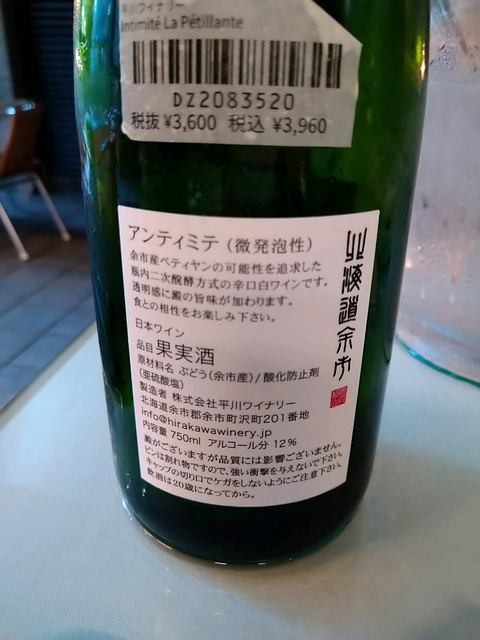 平川ワイナリー
Intimité La Pétillante
DZ2083520
税抜 ¥3,600 税込 ¥3,960
アンティミテ（微発泡性）
余市産ペティヤンの可能性を追求した
瓶内二次醗酵方式の辛口白ワインです。
透明感に澱の旨味が加わります。
食との相性をお楽しみ下さい。
日本ワイン
品目 果実酒
原材料名 ぶどう(余市産)/酸化防止剤
(亜硫酸塩)
製造者 株式会社平川ワイナリー
北海道余市郡余市町沢町201番地
info@hirakawawinery.jp
内容量 750ml アルコール分 12%
澱がございますが品質には影響ございません。
ビンは割れ物ですので、強い衝撃を与えないで下さい。
キャップの切り口でケガをしないようにご注意下さい。
飲酒は20歳になってから。
北海道余市